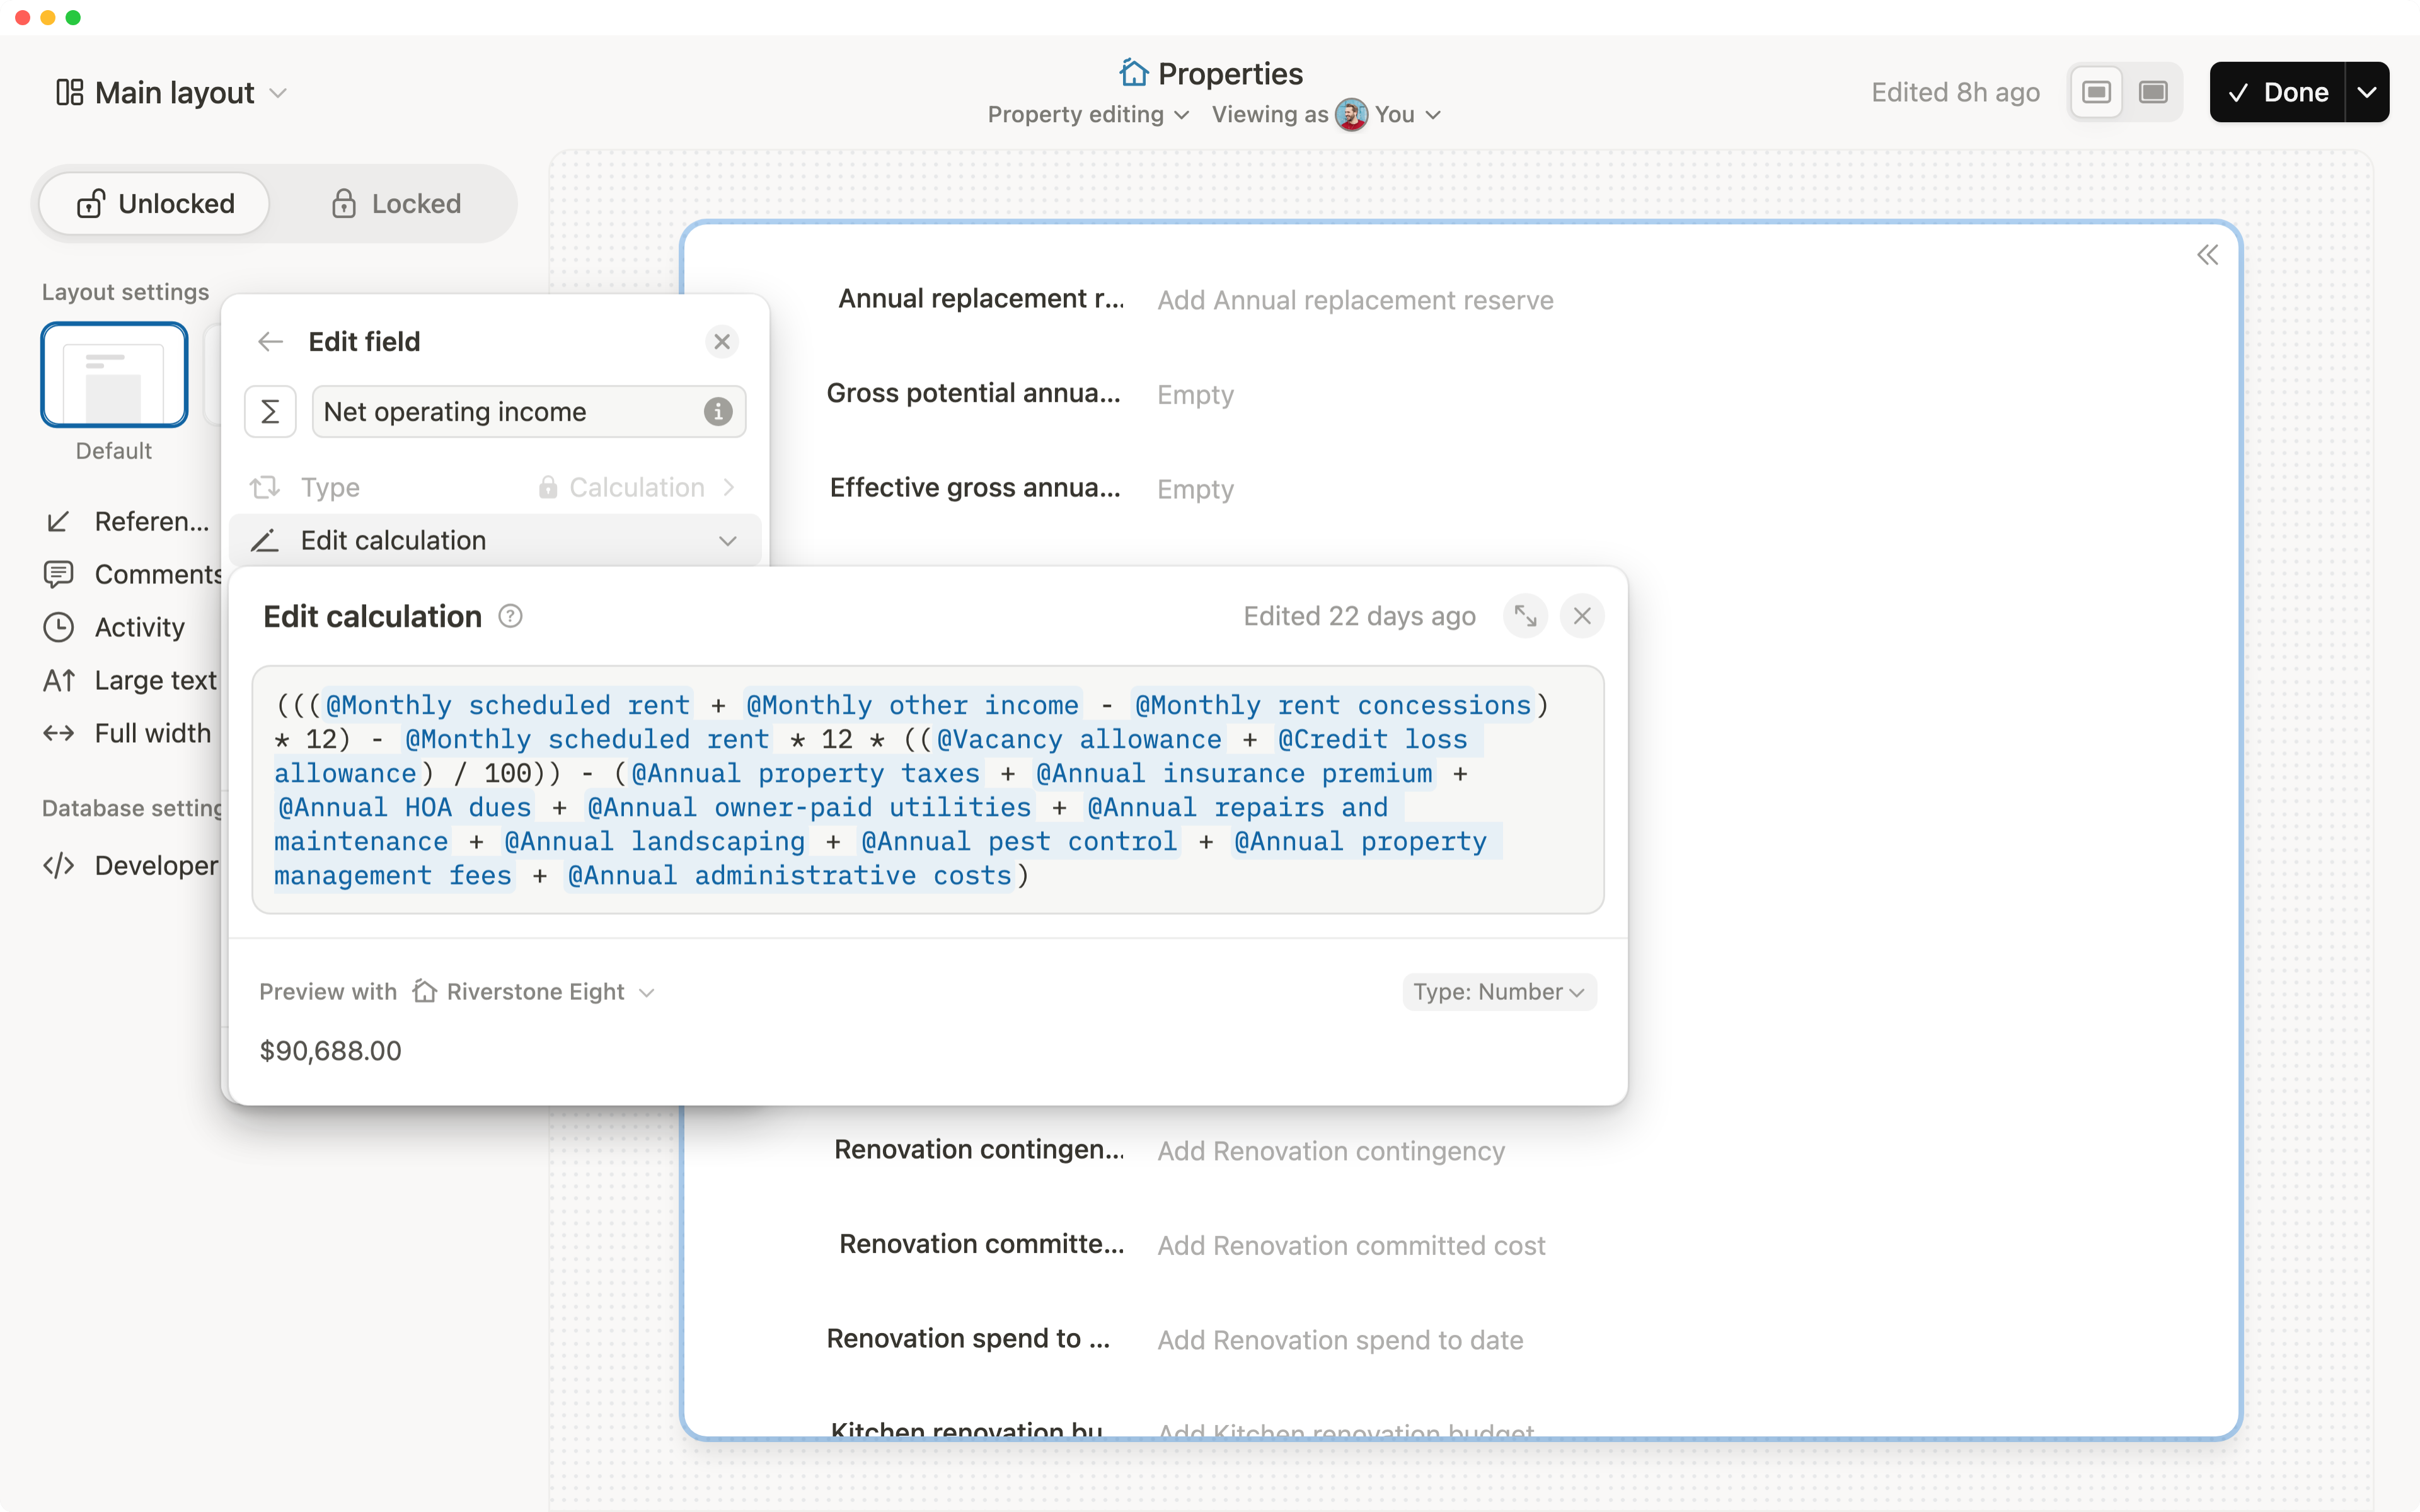 Main layout
Properties
Property editing Viewing as You
Edited 8h ago
Done
Unlocked
Locked
Layout settings
Default
Referen...
Comments
Activity
Large text
Full width
Database setting
Developer
Edit field
Net operating income
Type Calculation
Edit calculation
Annual replacement r... Add Annual replacement reserve
Gross potential annua... Empty
Effective gross annua... Empty
Edit calculation ? Edited 22 days ago
(((@Monthly scheduled rent + @Monthly other income - @Monthly rent concessions)
* 12) - @Monthly scheduled rent * 12 * ((@Vacancy allowance + @Credit loss
allowance) / 100)) - (@Annual property taxes + @Annual insurance premium +
@Annual HOA dues + @Annual owner-paid utilities + @Annual repairs and
maintenance + @Annual landscaping + @Annual pest control + @Annual property
management fees + @Annual administrative costs)
Preview with Riverstone Eight Type: Number
$90,688.00
Renovation contingen... Add Renovation contingency
Renovation committe... Add Renovation committed cost
Renovation spend to ... Add Renovation spend to date
Kitchen renovation bu Add Kitchen renovation budget